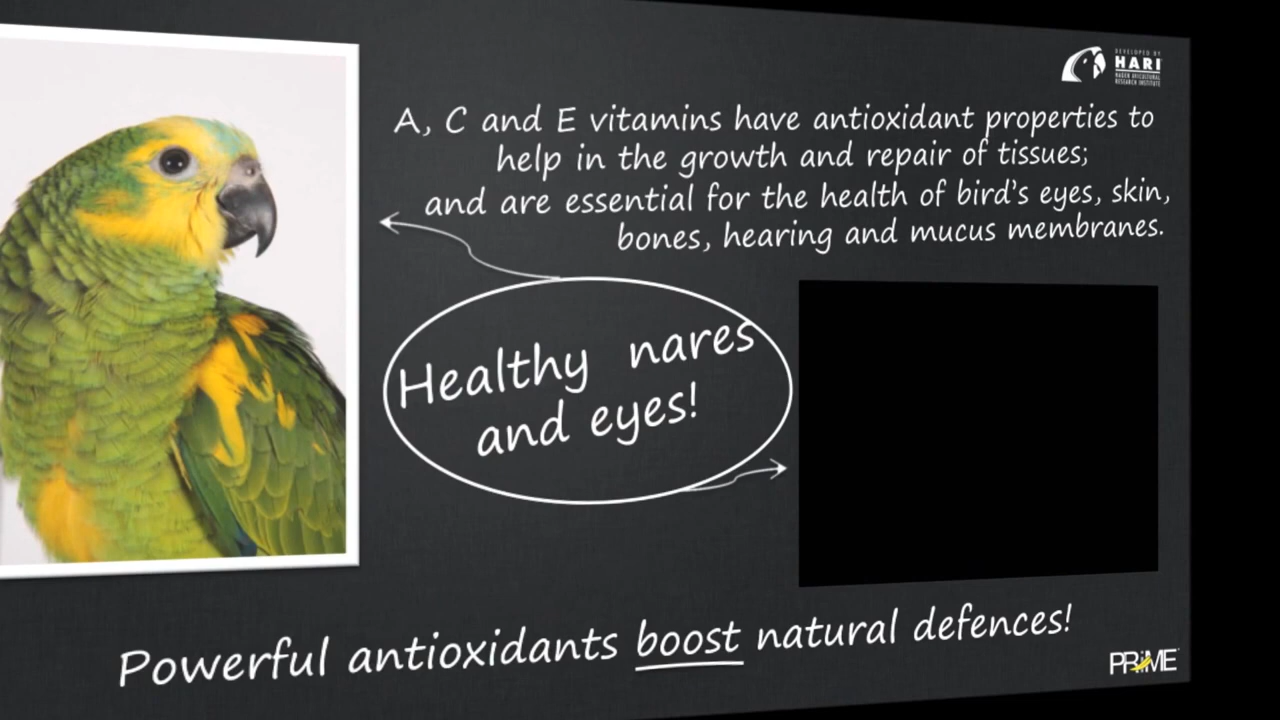 DEVELOPED BY
HARI
HAGEN AVICULTURAL
RESEARCH INSTITUTE
A, C and E vitamins have antioxidant properties to
help in the growth and repair of tissues;
and are essential for the health of bird's eyes, skin,
bones, hearing and mucus membranes.
Healthy nares
and eyes!
Powerful antioxidants boost natural defences!
PRiME